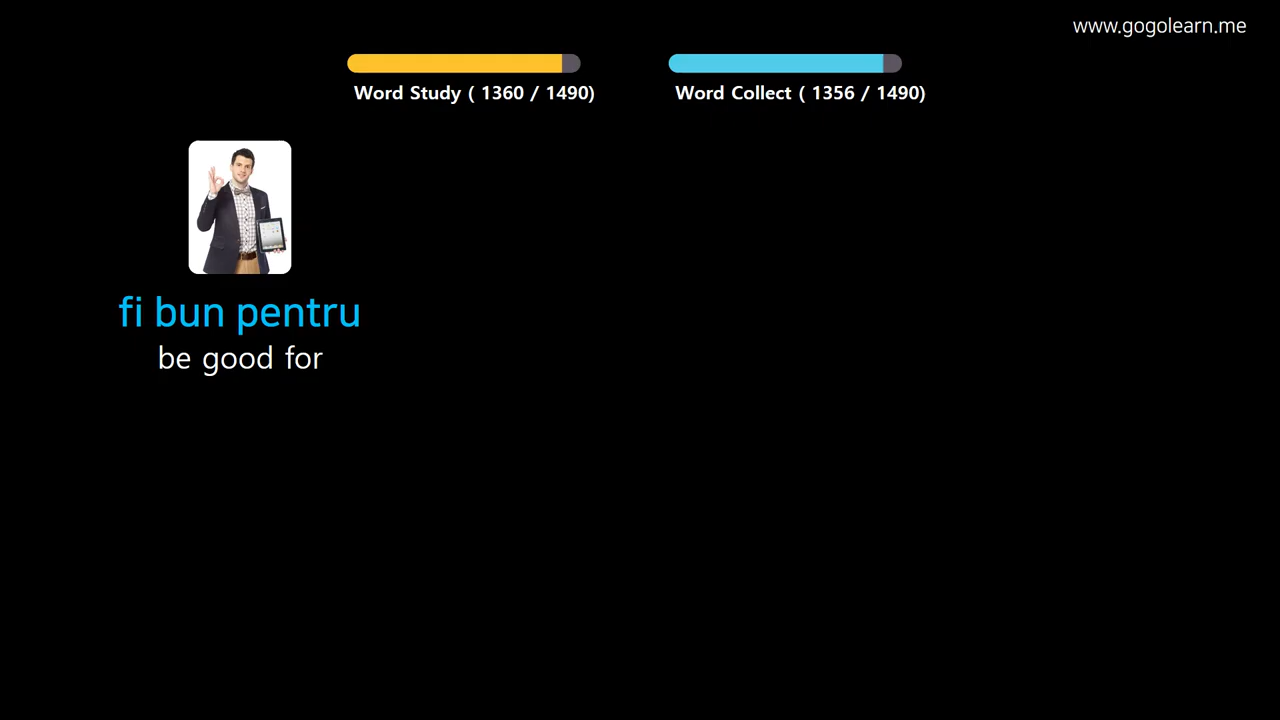 www.gogolearn.me
Word Study ( 1360 / 1490)
Word Collect ( 1356 / 1490)
fi bun pentru
be good for